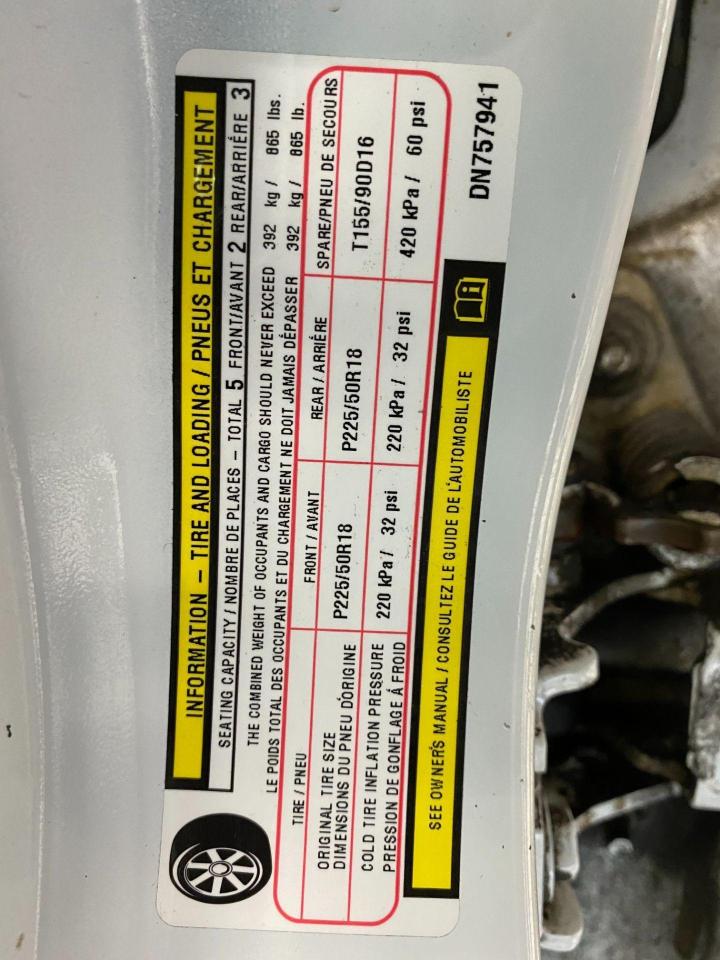 INFORMATION – TIRE AND LOADING / PNEUS ET CHARGEMENT
SEATING CAPACITY / NOMBRE DE PLACES – TOTAL 5 FRONT/AVANT 2 REAR/ARRIÈRE 3
THE COMBINED WEIGHT OF OCCUPANTS AND CARGO SHOULD NEVER EXCEED 392 kg / 865 lbs.
LE POIDS TOTAL DES OCCUPANTS ET DU CHARGEMENT NE DOIT JAMAIS DÉPASSER 392 kg / 865 lb.
TIRE / PNEU FRONT / AVANT REAR / ARRIÈRE SPARE/PNEU DE SECOURS
ORIGINAL TIRE SIZE
DIMENSIONS DU PNEU D'ORIGINE P225/50R18 P225/50R18 T155/90D16
COLD TIRE INFLATION PRESSURE
PRESSION DE GONFLAGE À FROID 220 kPa / 32 psi 220 kPa / 32 psi 420 kPa / 60 psi
SEE OWNER'S MANUAL / CONSULTEZ LE GUIDE DE L'AUTOMOBILISTE
DN757941